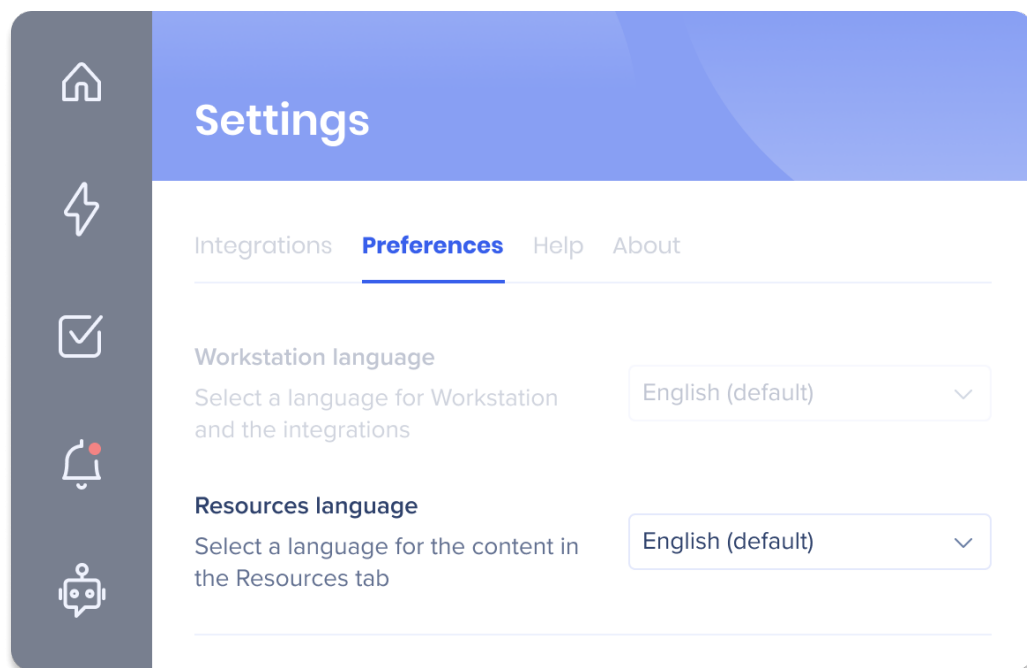 Settings
Integrations Preferences Help About
Workstation language
Select a language for Workstation
and the integrations
English (default)
Resources language
Select a language for the content in
the Resources tab
English (default)